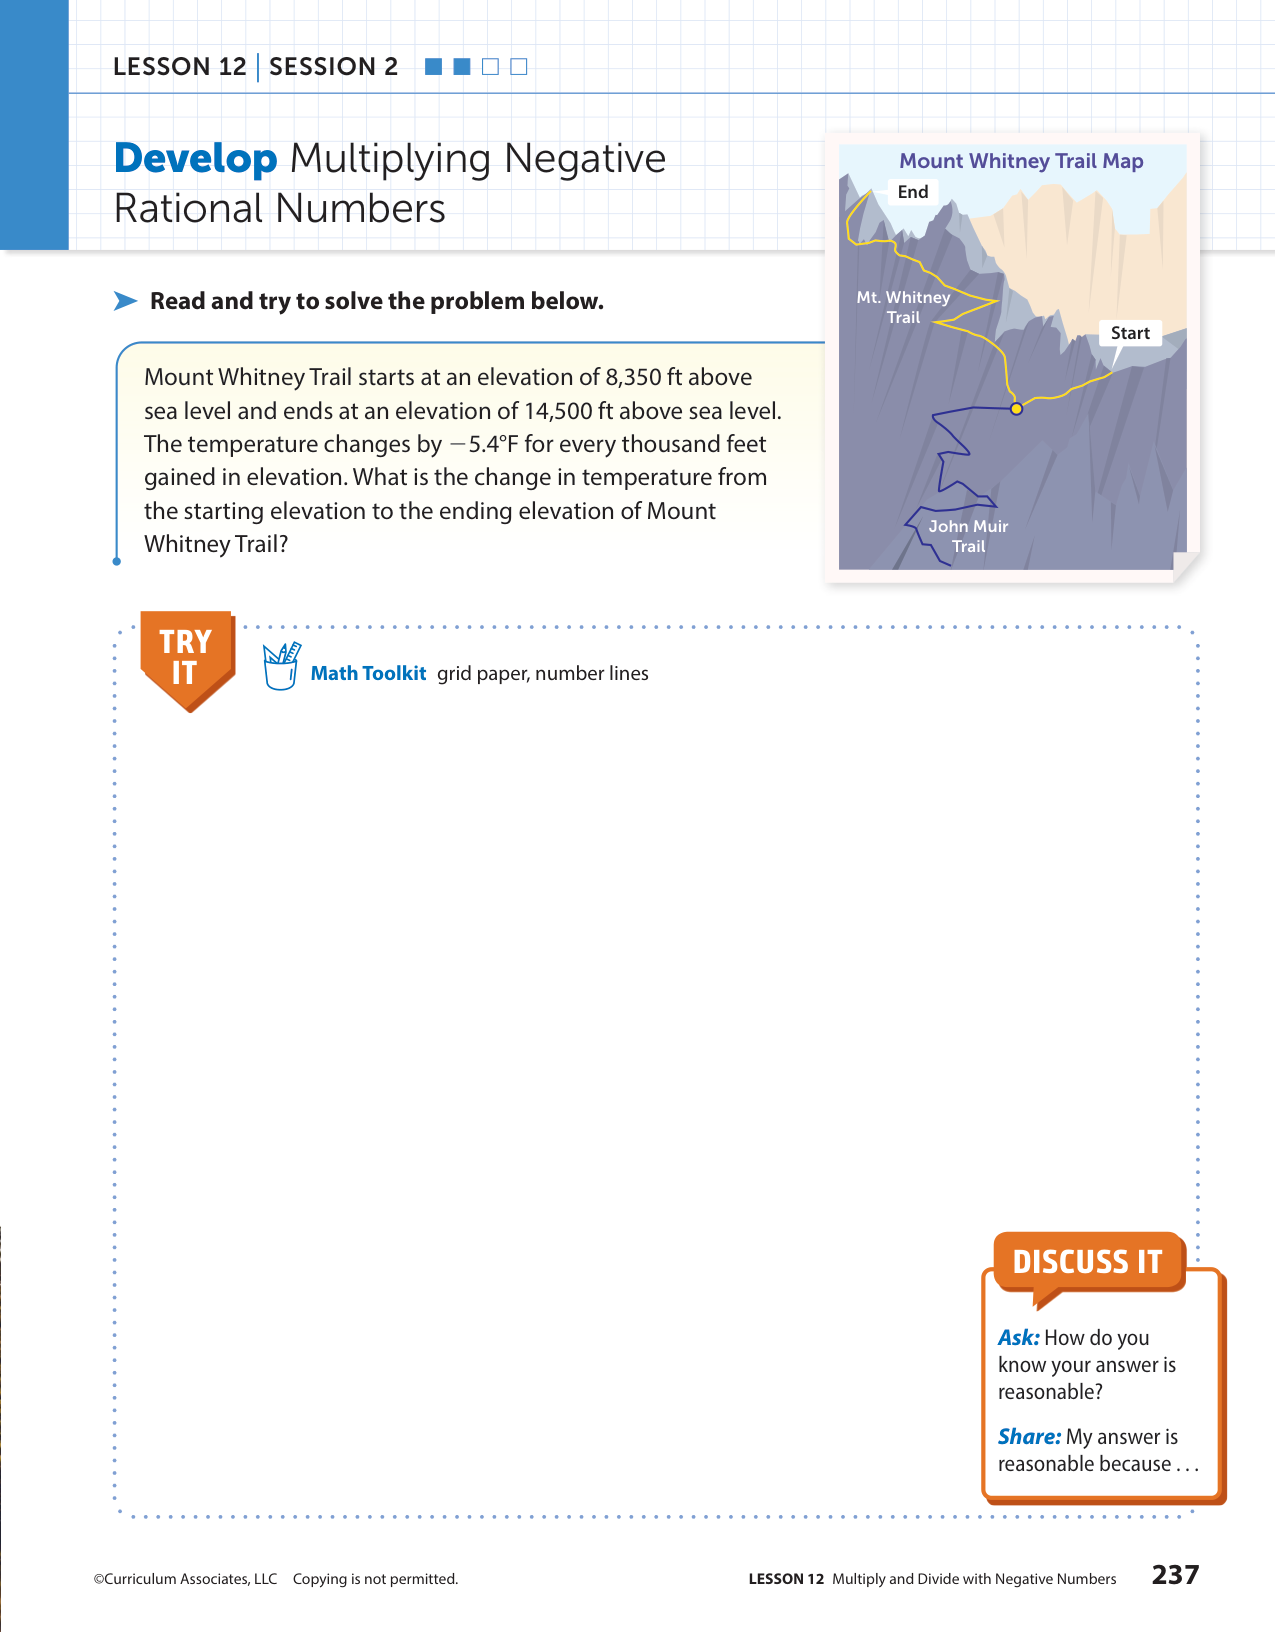 LESSON 12 | SESSION 2
Develop Multiplying Negative
Rational Numbers
Mount Whitney Trail Map
End
Mt. Whitney
Trail
Start
John Muir
Trail
Read and try to solve the problem below.
Mount Whitney Trail starts at an elevation of 8,350 ft above
sea level and ends at an elevation of 14,500 ft above sea level.
The temperature changes by −5.4°F for every thousand feet
gained in elevation. What is the change in temperature from
the starting elevation to the ending elevation of Mount
Whitney Trail?
TRY
IT
Math Toolkit grid paper, number lines
DISCUSS IT
Ask: How do you
know your answer is
reasonable?
Share: My answer is
reasonable because . . .
©Curriculum Associates, LLC Copying is not permitted.
LESSON 12 Multiply and Divide with Negative Numbers 237